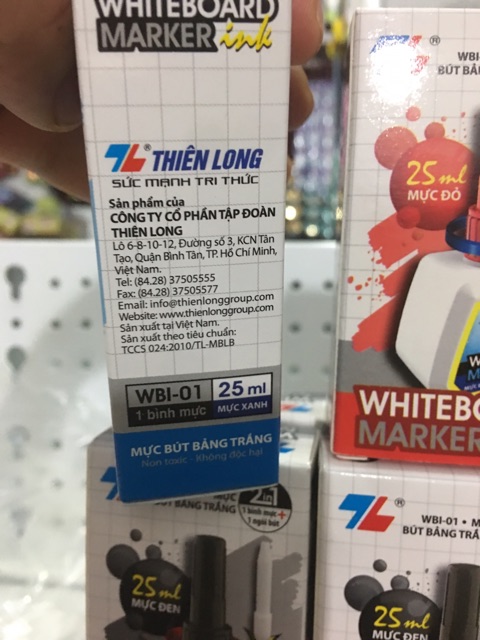 WHITEBOARD
MARKER ink
THIÊN LONG
SỨC MẠNH TRI THỨC
Sản phẩm của
CÔNG TY CỔ PHẦN TẬP ĐOÀN
THIÊN LONG
Lô 6-8-10-12, Đường số 3, KCN Tân
Tạo, Quận Bình Tân, TP. Hồ Chí Minh,
Việt Nam.
Tel: (84.28) 37505555
Fax: (84.28) 37505577
Email: info@thienlonggroup.com
Website: www.thienlonggroup.com
Sản xuất tại Việt Nam.
Sản xuất theo tiêu chuẩn:
TCCS 024:2010/TL-MBLB
WBI-01
1 bình mực
25 ml
MỰC XANH
MỰC BÚT BẢNG TRẮNG
Non toxic - Không độc hại
WBI-
BÚT BẢNG
25 ml
MỰC ĐỎ
WHITEBO
MARKER
MỰC
BÚT BẢNG TRẮNG
2in1
1 bình mực +
1 ngòi bút
25 ml
MỰC ĐEN
WBI-01 • M
BÚT BẢNG TRẮ
25 ml
MỰC ĐEN